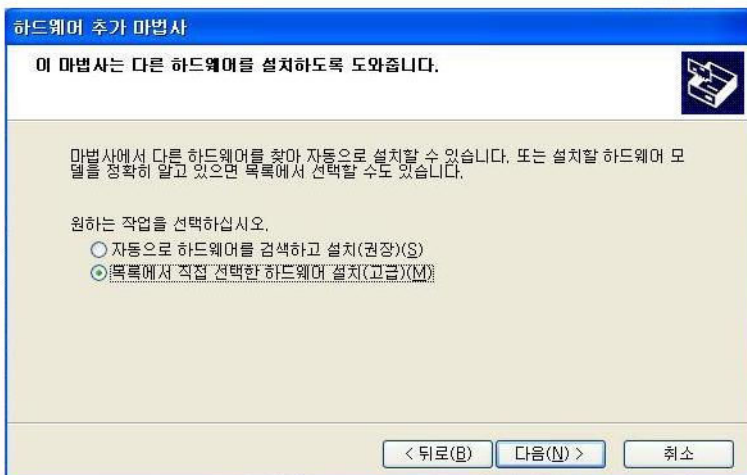 하드웨어 추가 마법사
이 마법사는 다른 하드웨어를 설치하도록 도와줍니다.
마법사에서 다른 하드웨어를 찾아 자동으로 설치할 수 있습니다. 또는 설치할 하드웨어 모
델을 정확히 알고 있으면 목록에서 선택할 수도 있습니다.
원하는 작업을 선택하십시오.
자동으로 하드웨어를 검색하고 설치(권장)(S)
목록에서 직접 선택한 하드웨어 설치(고급)(M)
< 뒤로(B) 다음(N) > 취소